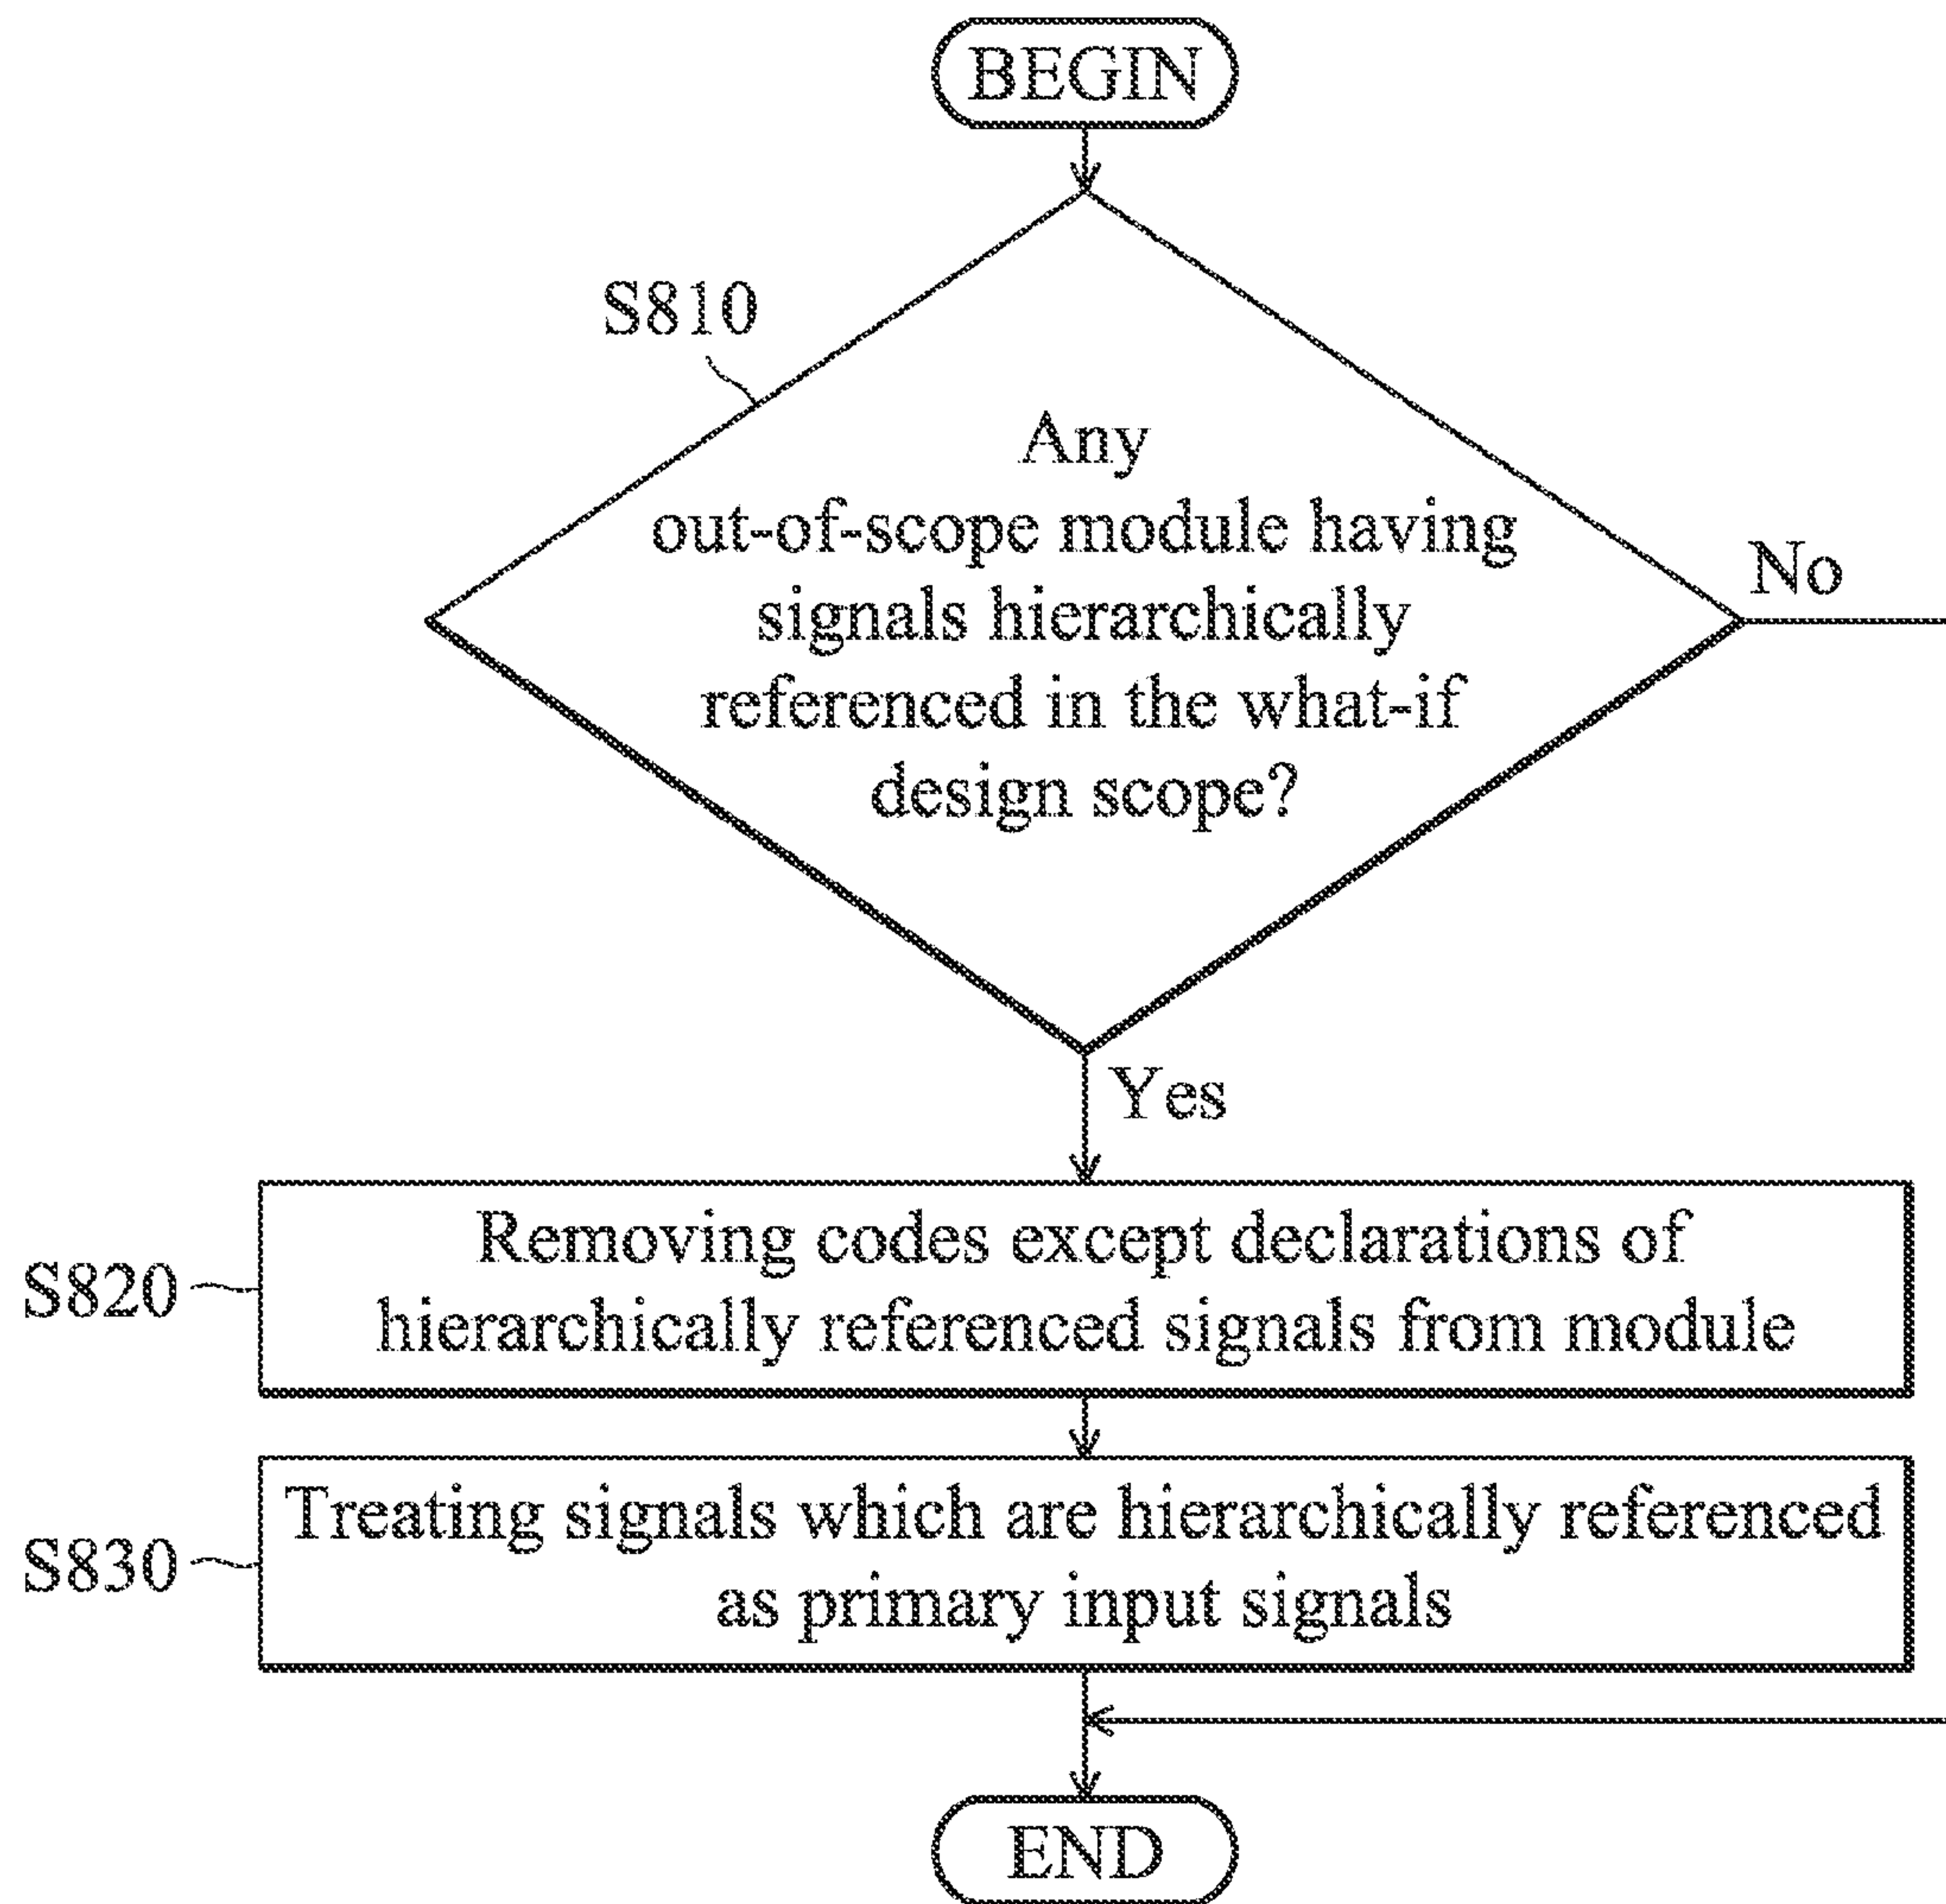 BEGIN
S810
Any
out-of-scope module having
signals hierarchically
referenced in the what-if
design scope?
No
Yes
S820
Removing codes except declarations of
hierarchically referenced signals from module
S830
Treating signals which are hierarchically referenced
as primary input signals
END